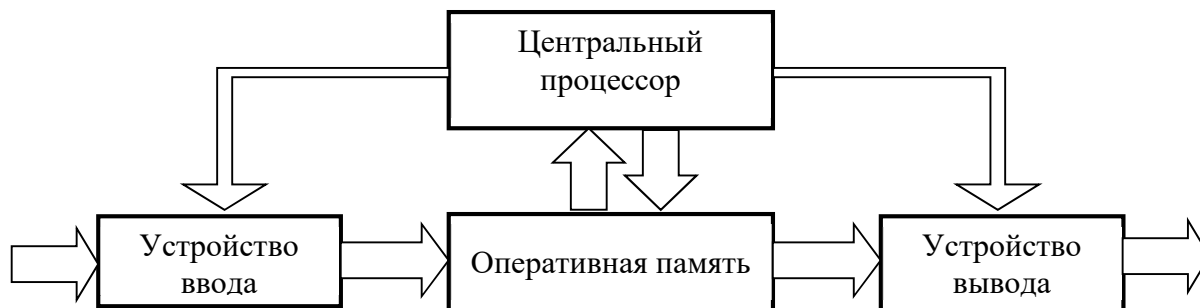 Центральный
процессор
Устройство
ввода
Оперативная память
Устройство
вывода